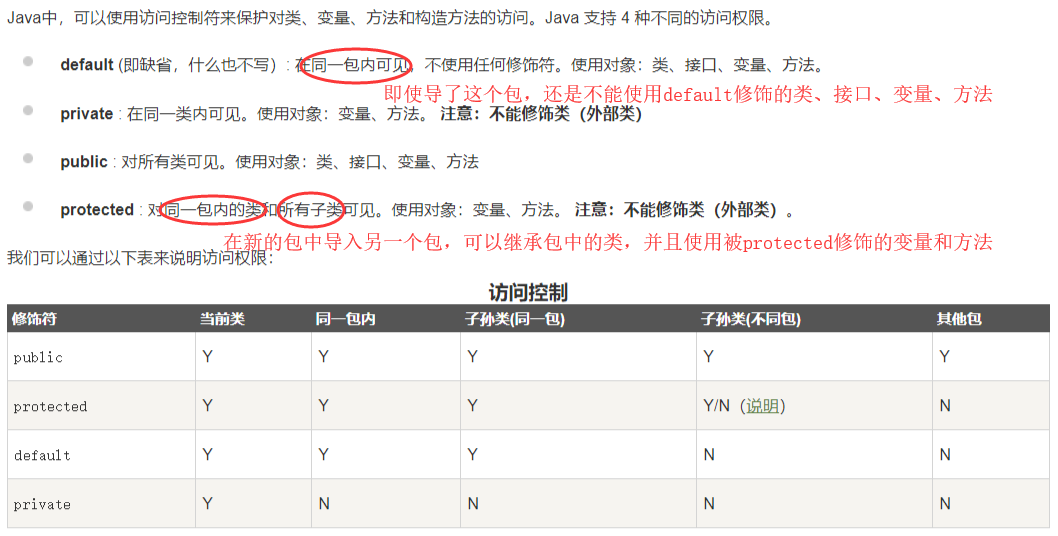 Java中，可以使用访问控制符来保护对类、变量、方法和构造方法的访问。Java 支持 4 种不同的访问权限。
default (即缺省，什么也不写）: 在同一包内可见，不使用任何修饰符。使用对象：类、接口、变量、方法。
即使导了这个包，还是不能使用default修饰的类、接口、变量、方法
private : 在同一类内可见。使用对象：变量、方法。 注意：不能修饰类（外部类）
public : 对所有类可见。使用对象：类、接口、变量、方法
protected : 对同一包内的类和所有子类可见。使用对象：变量、方法。 注意：不能修饰类（外部类）。
在新的包中导入另一个包，可以继承包中的类，并且使用被protected修饰的变量和方法
我们可以通过以下表来说明访问权限：
访问控制
修饰符 当前类 同一包内 子孙类(同一包) 子孙类(不同包) 其他包
public Y Y Y Y Y
protected Y Y Y Y/N（说明） N
default Y Y Y N N
private Y N N N N